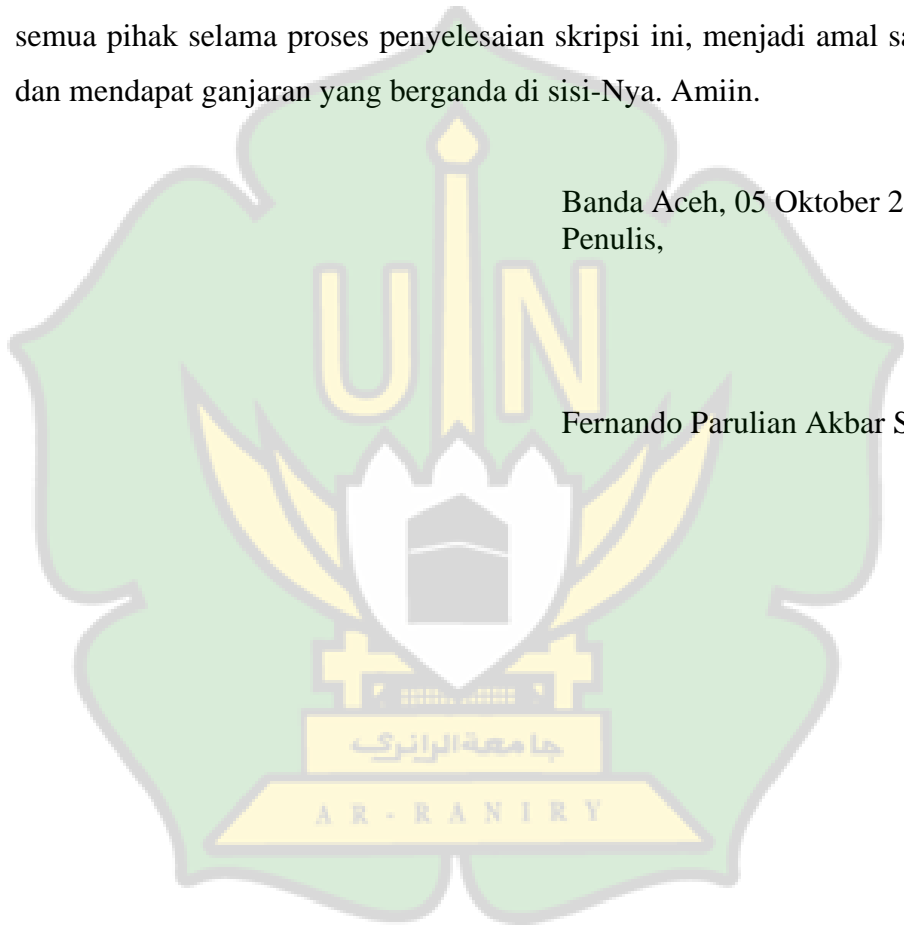 semua pihak selama proses penyelesaian skripsi ini, menjadi amal sa
dan mendapat ganjaran yang berganda di sisi-Nya. Amiin.
Banda Aceh, 05 Oktober 2
Penulis,
UIN
Fernando Parulian Akbar S
جامعة الرانري
AR-RANIRY